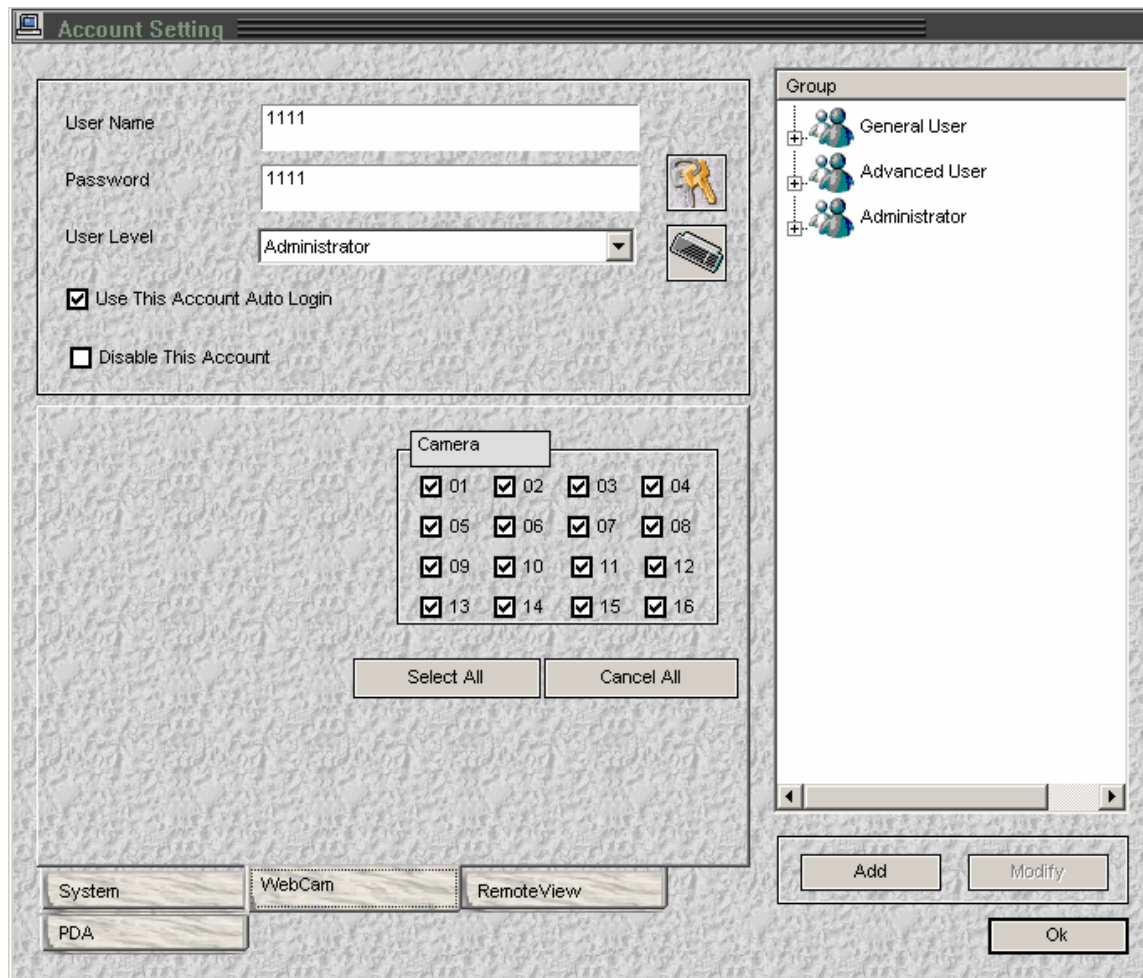 Account Setting
User Name
1111
Password
1111
User Level
Administrator
Use This Account Auto Login
Disable This Account
Camera
01 02 03 04
05 06 07 08
09 10 11 12
13 14 15 16
Select All
Cancel All
System
WebCam
RemoteView
PDA
Group
General User
Advanced User
Administrator
Add
Modify
Ok